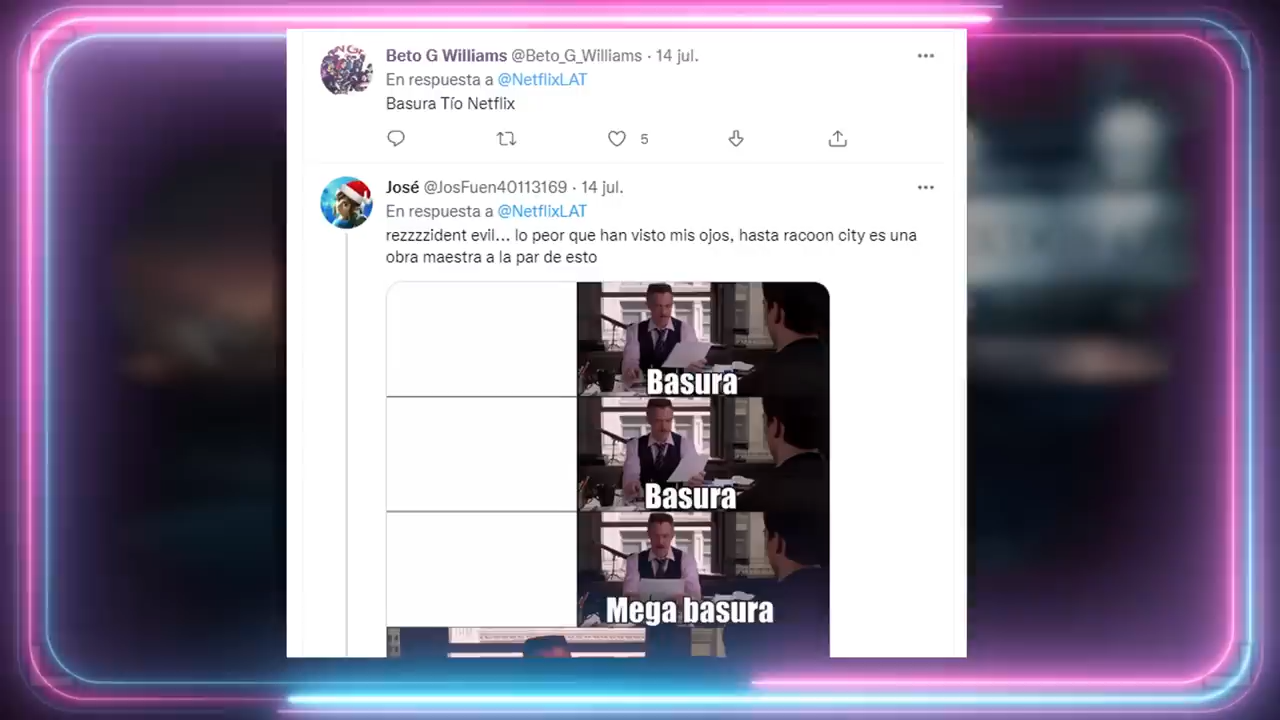 Beto G Williams @Beto_G_Williams · 14 jul.
En respuesta a @NetflixLAT
Basura Tío Netflix
5
José @JosFuen40113169 · 14 jul.
En respuesta a @NetflixLAT
rezzzzident evil... lo peor que han visto mis ojos, hasta racoon city es una
obra maestra a la par de esto
Basura
Basura
Mega basura